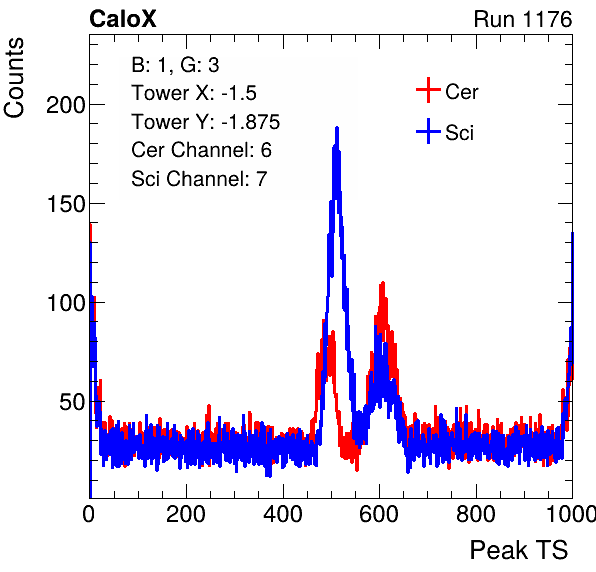 CaloX Run 1176
Counts
B: 1, G: 3
Tower X: -1.5
Tower Y: -1.875
Cer Channel: 6
Sci Channel: 7
Cer
Sci
200
150
100
50
0 200 400 600 800 1000
Peak TS